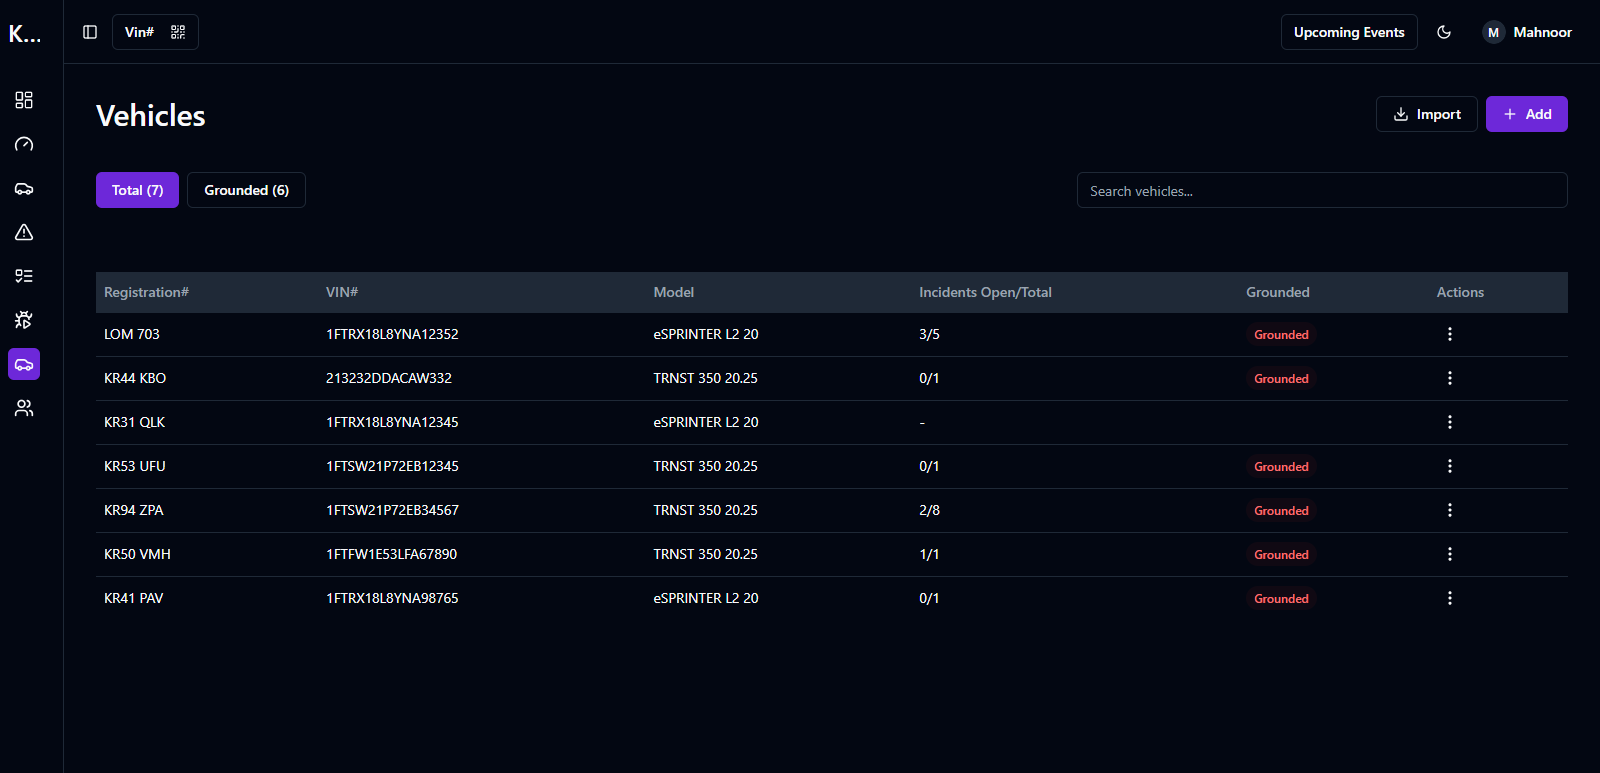 K...
Vin#
Upcoming Events
M Mahnoor
Vehicles
Import
+ Add
Total (7) Grounded (6)
Search vehicles...
Registration# VIN# Model Incidents Open/Total Grounded Actions
LOM 703 1FTRX18L8YNA12352 eSPRINTER L2 20 3/5 Grounded
KR44 KBO 213232DDACAW332 TRNST 350 20.25 0/1 Grounded
KR31 QLK 1FTRX18L8YNA12345 eSPRINTER L2 20 -
KR53 UFU 1FTSW21P72EB12345 TRNST 350 20.25 0/1 Grounded
KR94 ZPA 1FTSW21P72EB34567 TRNST 350 20.25 2/8 Grounded
KR50 VMH 1FTFW1E53LFA67890 TRNST 350 20.25 1/1 Grounded
KR41 PAV 1FTRX18L8YNA98765 eSPRINTER L2 20 0/1 Grounded